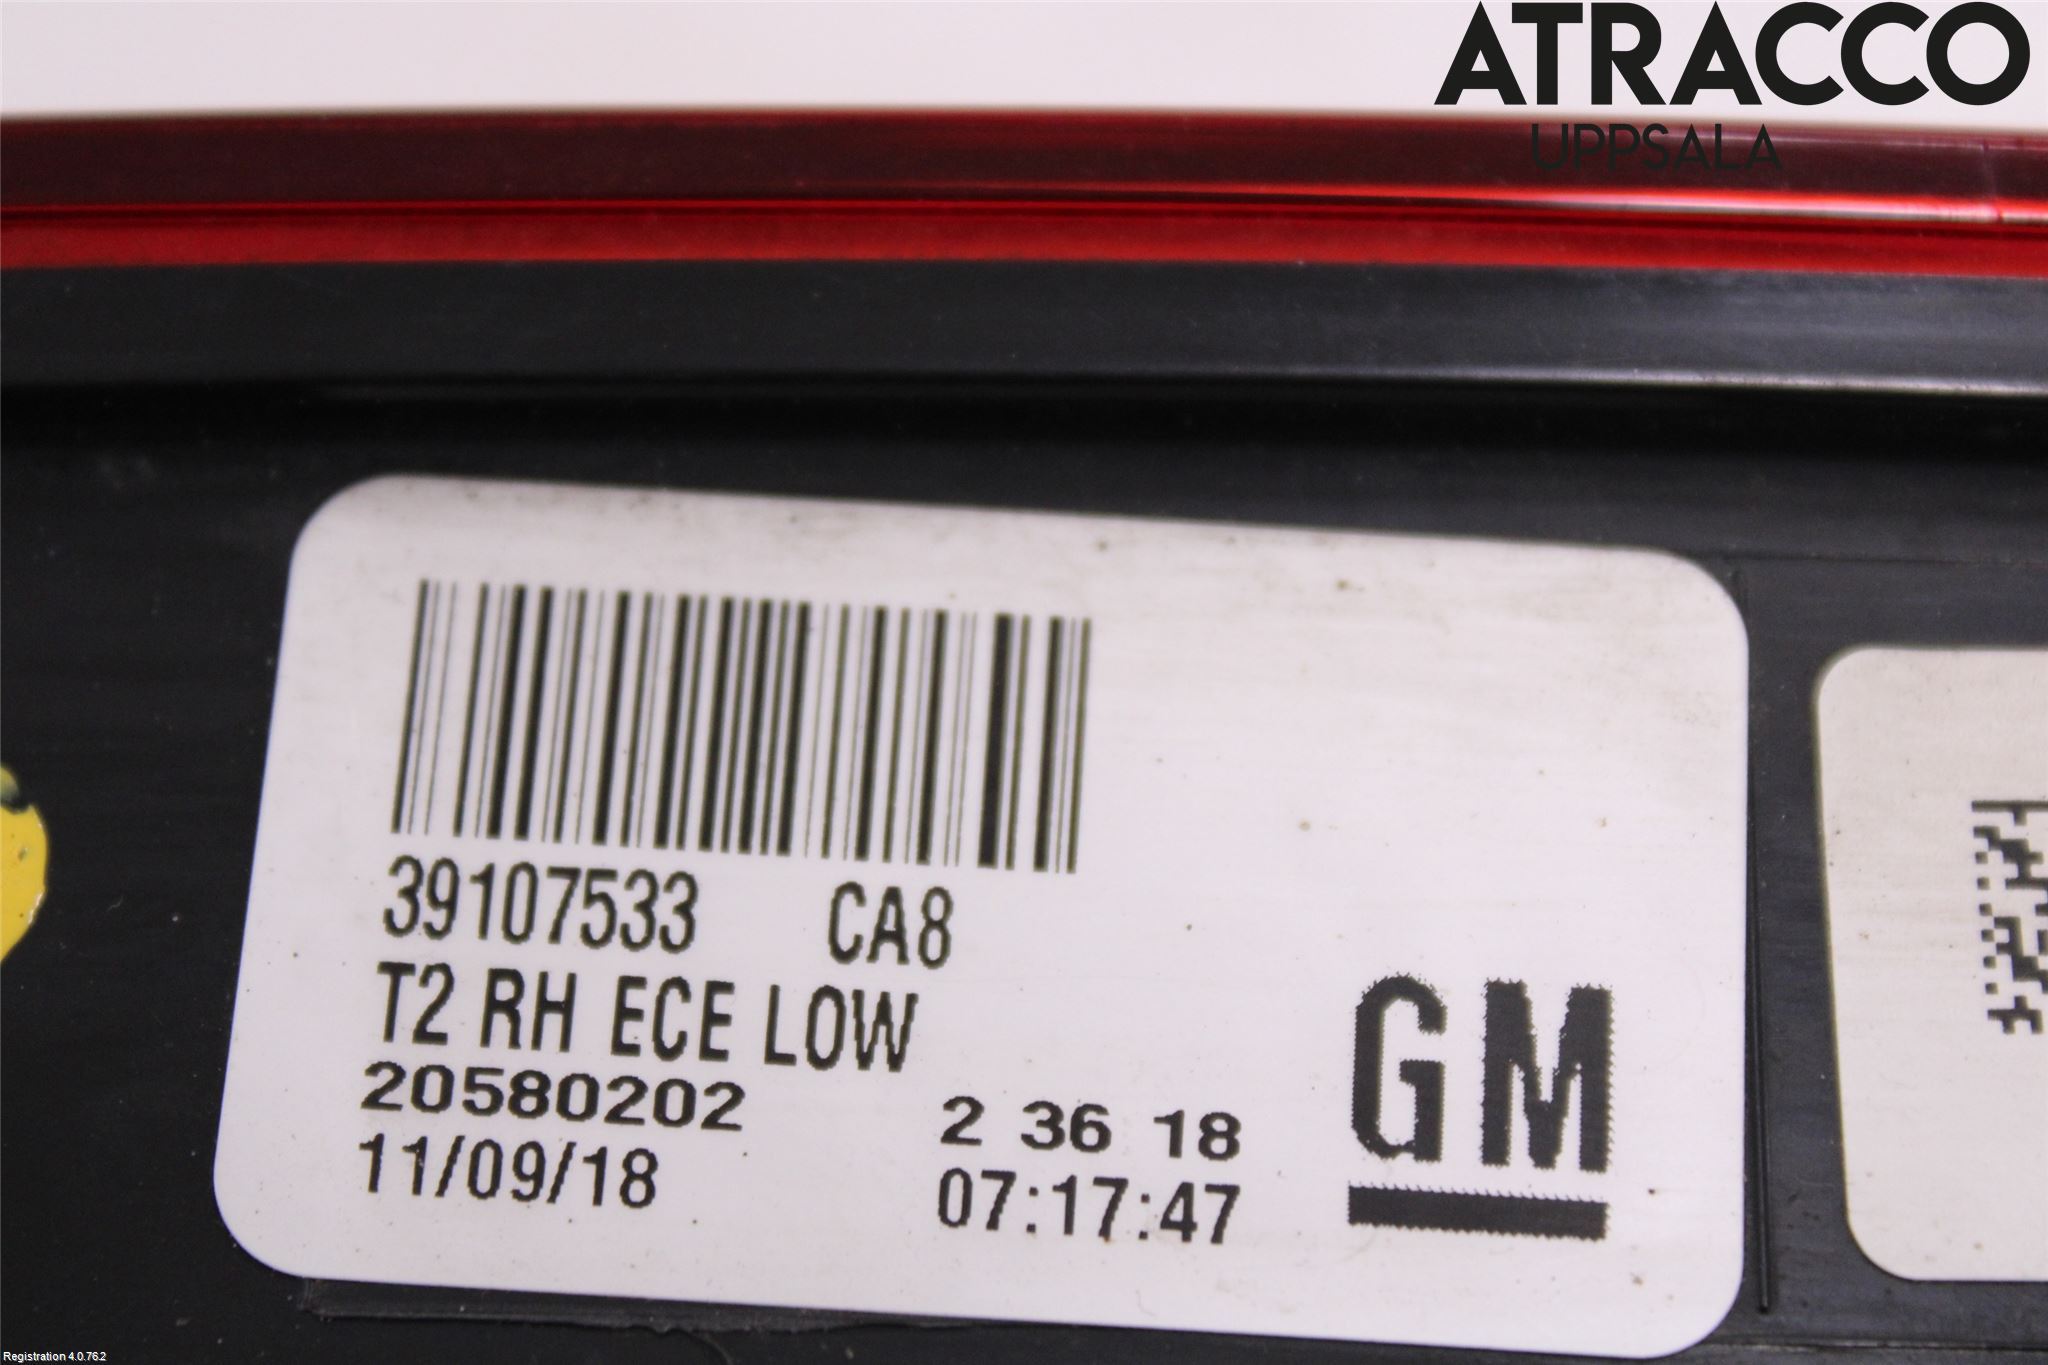 ATRACCO
UPPSALA
39107533 CA8
T2 RH ECE LOW
20580202 2 36 18
11/09/18 07:17:47
GM
Registration 4.0.76.2